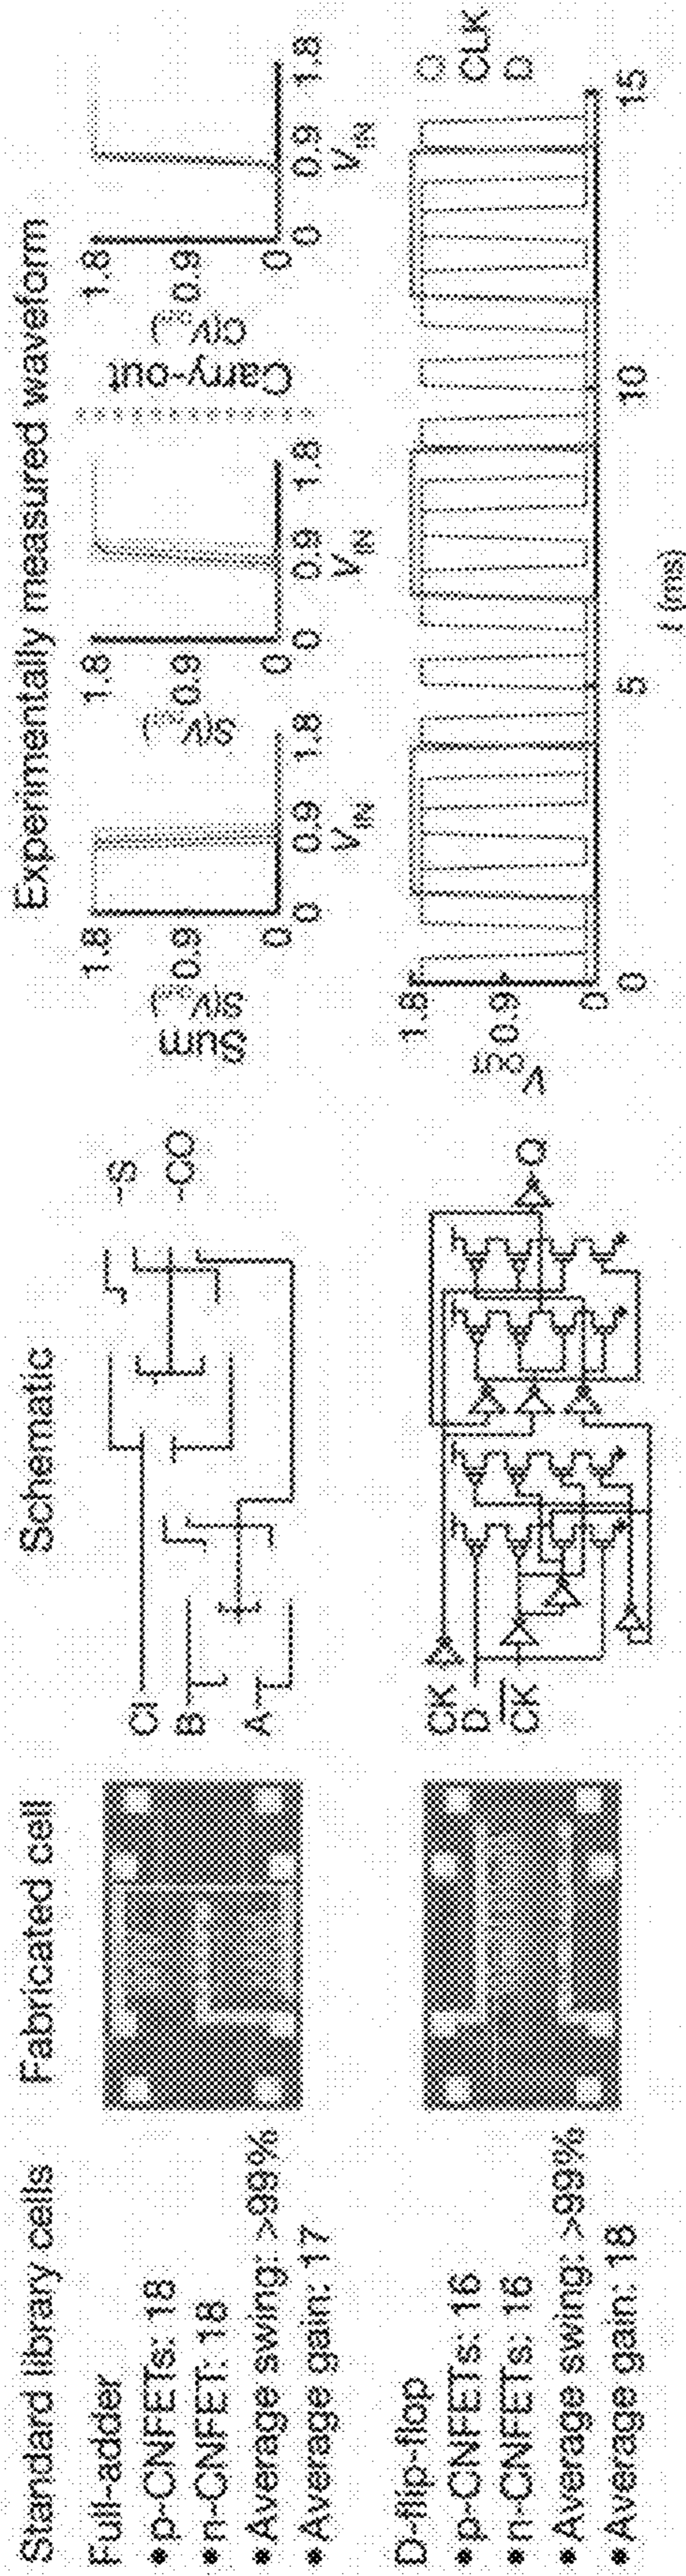 Standard library cells
Fabricated cell
Schematic
Experimentally measured waveform
Full-adder
• p-CNFETs: 18
• n-CNFET: 18
• Average swing: >99%
• Average gain: 17
CI
B
A
-S
-CO
Sum
1.8
0.9
0
0
0.9
1.8
VIN
1.8
0.9
0
0
0.9
1.8
VIN
Carry-out
1.8
0.9
0
0
0.9
1.8
VIN
D-flip-flop
• p-CNFETs: 16
• n-CNFETs: 16
• Average swing: >99%
• Average gain: 18
CK
D
CK
Q
VOUT
1.8
0.9
0
0
5
10
15
t (ms)
Q
CLK
D